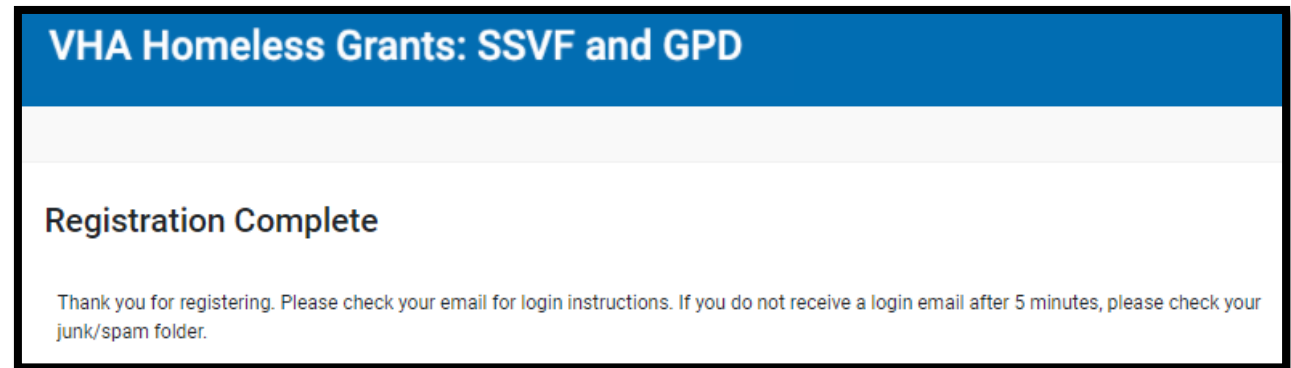 VHA Homeless Grants: SSVF and GPD
Registration Complete
Thank you for registering. Please check your email for login instructions. If you do not receive a login email after 5 minutes, please check your
junk/spam folder.